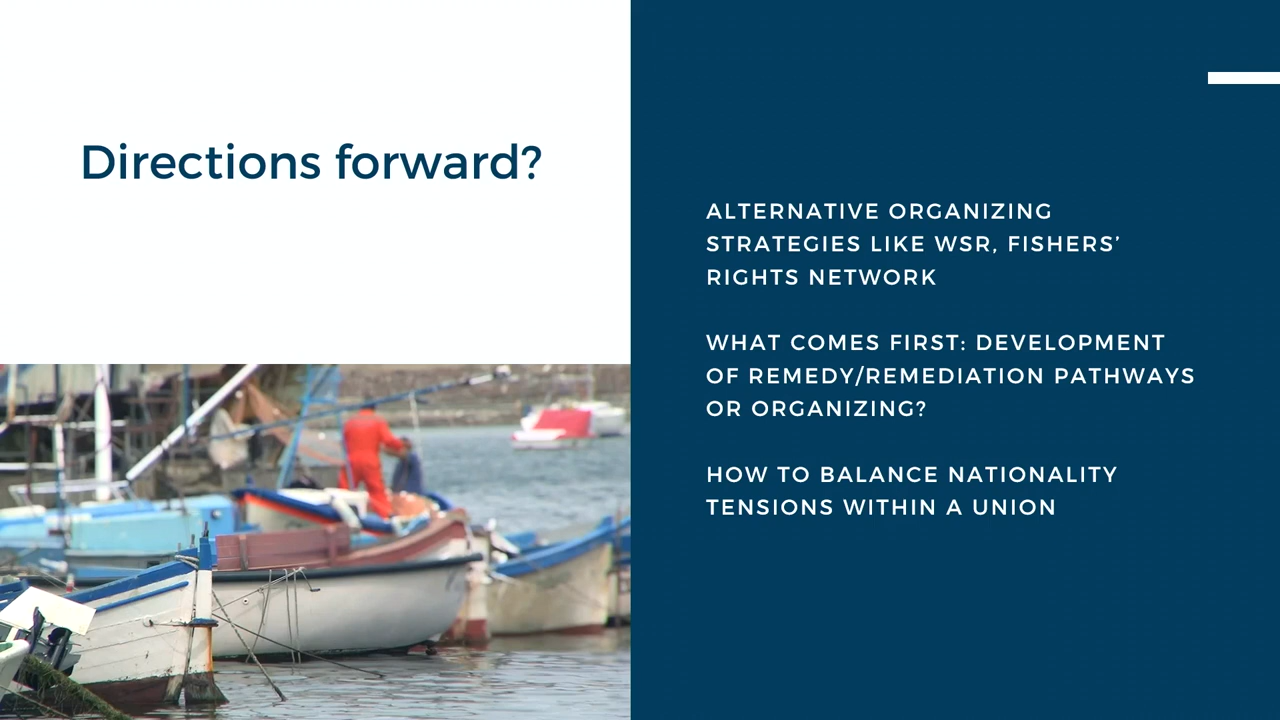 Directions forward?
ALTERNATIVE ORGANIZING
STRATEGIES LIKE WSR, FISHERS’
RIGHTS NETWORK
WHAT COMES FIRST: DEVELOPMENT
OF REMEDY/REMEDIATION PATHWAYS
OR ORGANIZING?
HOW TO BALANCE NATIONALITY
TENSIONS WITHIN A UNION